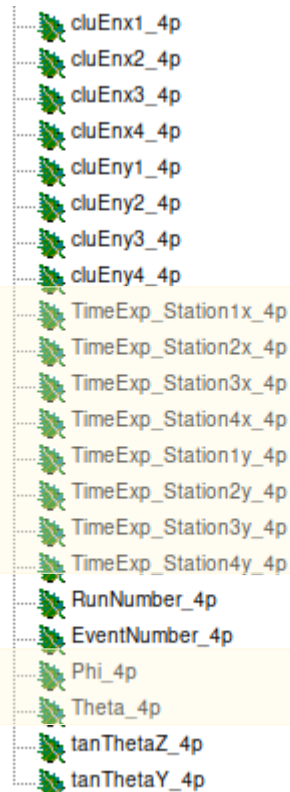 cluEnx1_4p
cluEnx2_4p
cluEnx3_4p
cluEnx4_4p
cluEny1_4p
cluEny2_4p
cluEny3_4p
cluEny4_4p
TimeExp_Station1x_4p
TimeExp_Station2x_4p
TimeExp_Station3x_4p
TimeExp_Station4x_4p
TimeExp_Station1y_4p
TimeExp_Station2y_4p
TimeExp_Station3y_4p
TimeExp_Station4y_4p
RunNumber_4p
EventNumber_4p
Phi_4p
Theta_4p
tanThetaZ_4p
tanThetaY_4p